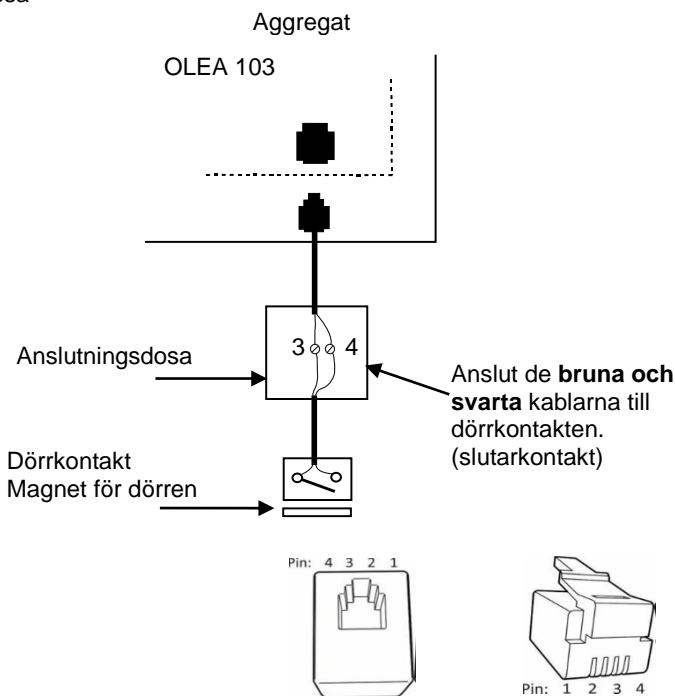 Aggregat
OLEA 103
3 4
Anslutningsdosa
Anslut de bruna och
svarta kablarna till
dörrkontakten.
(slutarkontakt)
Dörrkontakt
Magnet för dörren
Pin: 4 3 2 1
Pin: 1 2 3 4